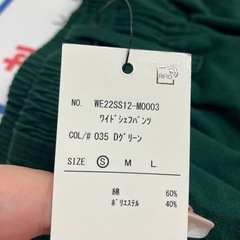 RFID
NO. WE22SS12-M0003
ﾜｲﾄﾞｼｪﾌﾊﾟﾝﾂ
COL/# 035 Dグリーン
SIZE S M L
綿 60%
ﾎﾟﾘｴｽﾃﾙ 40%